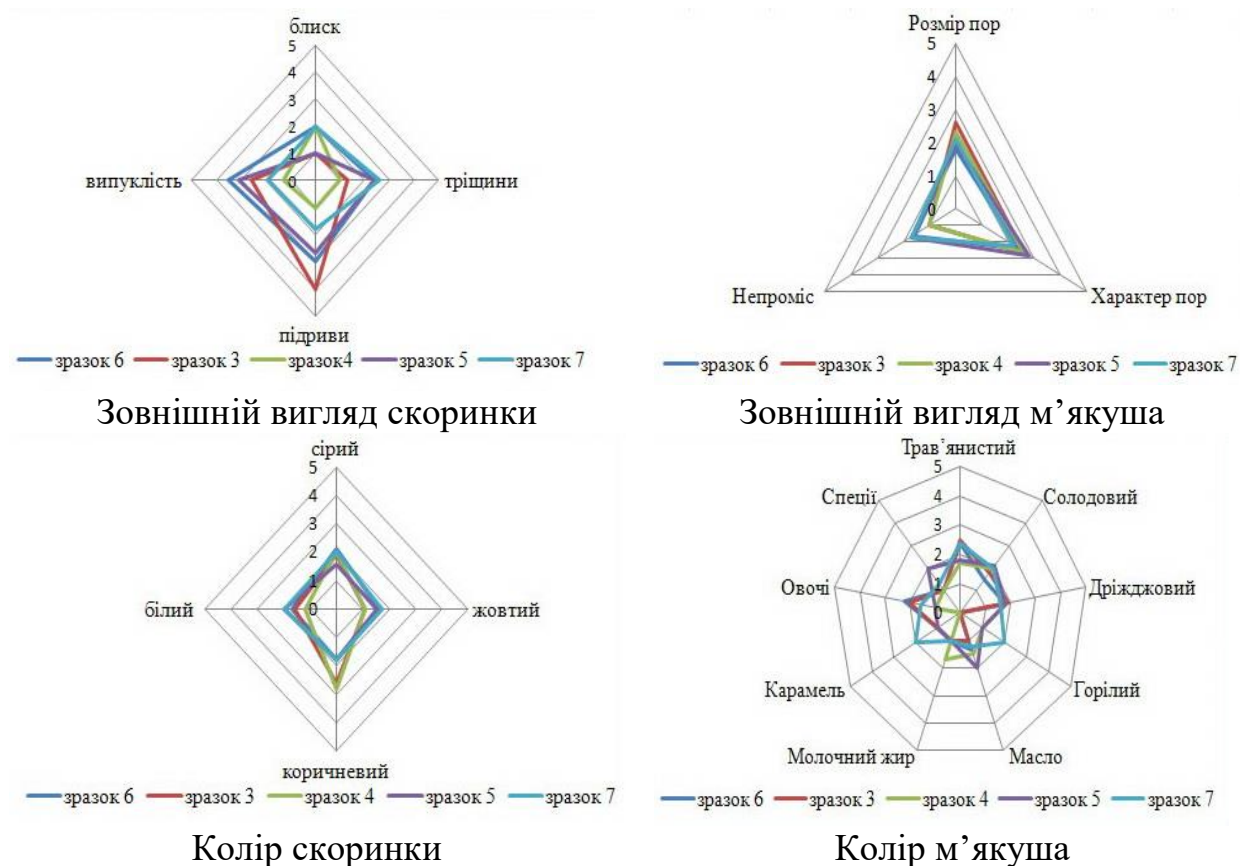 блиск
5
4
3
2
1
0
випуклість
тріщини
підриви
зразок 6 зразок 3 зразок4 зразок 5 зразок 7
Зовнішній вигляд скоринки
Розмір пор
5
4
3
2
1
0
Непроміс
Характер пор
зразок 6 зразок 3 зразок 4 зразок 5 зразок 7
Зовнішній вигляд м’якуша
сірий
5
4
3
2
1
0
білий
жовтий
коричневий
зразок 6 зразок 3 зразок 4 зразок 5 зразок 7
Колір скоринки
Трав’янистий
5
4
3
2
1
0
Спеції
Солодовий
Овочі
Дріжджовий
Карамель
Горілий
Молочний жир
Масло
зразок 6 зразок 3 зразок 4 зразок 5 зразок 7
Колір м’якуша